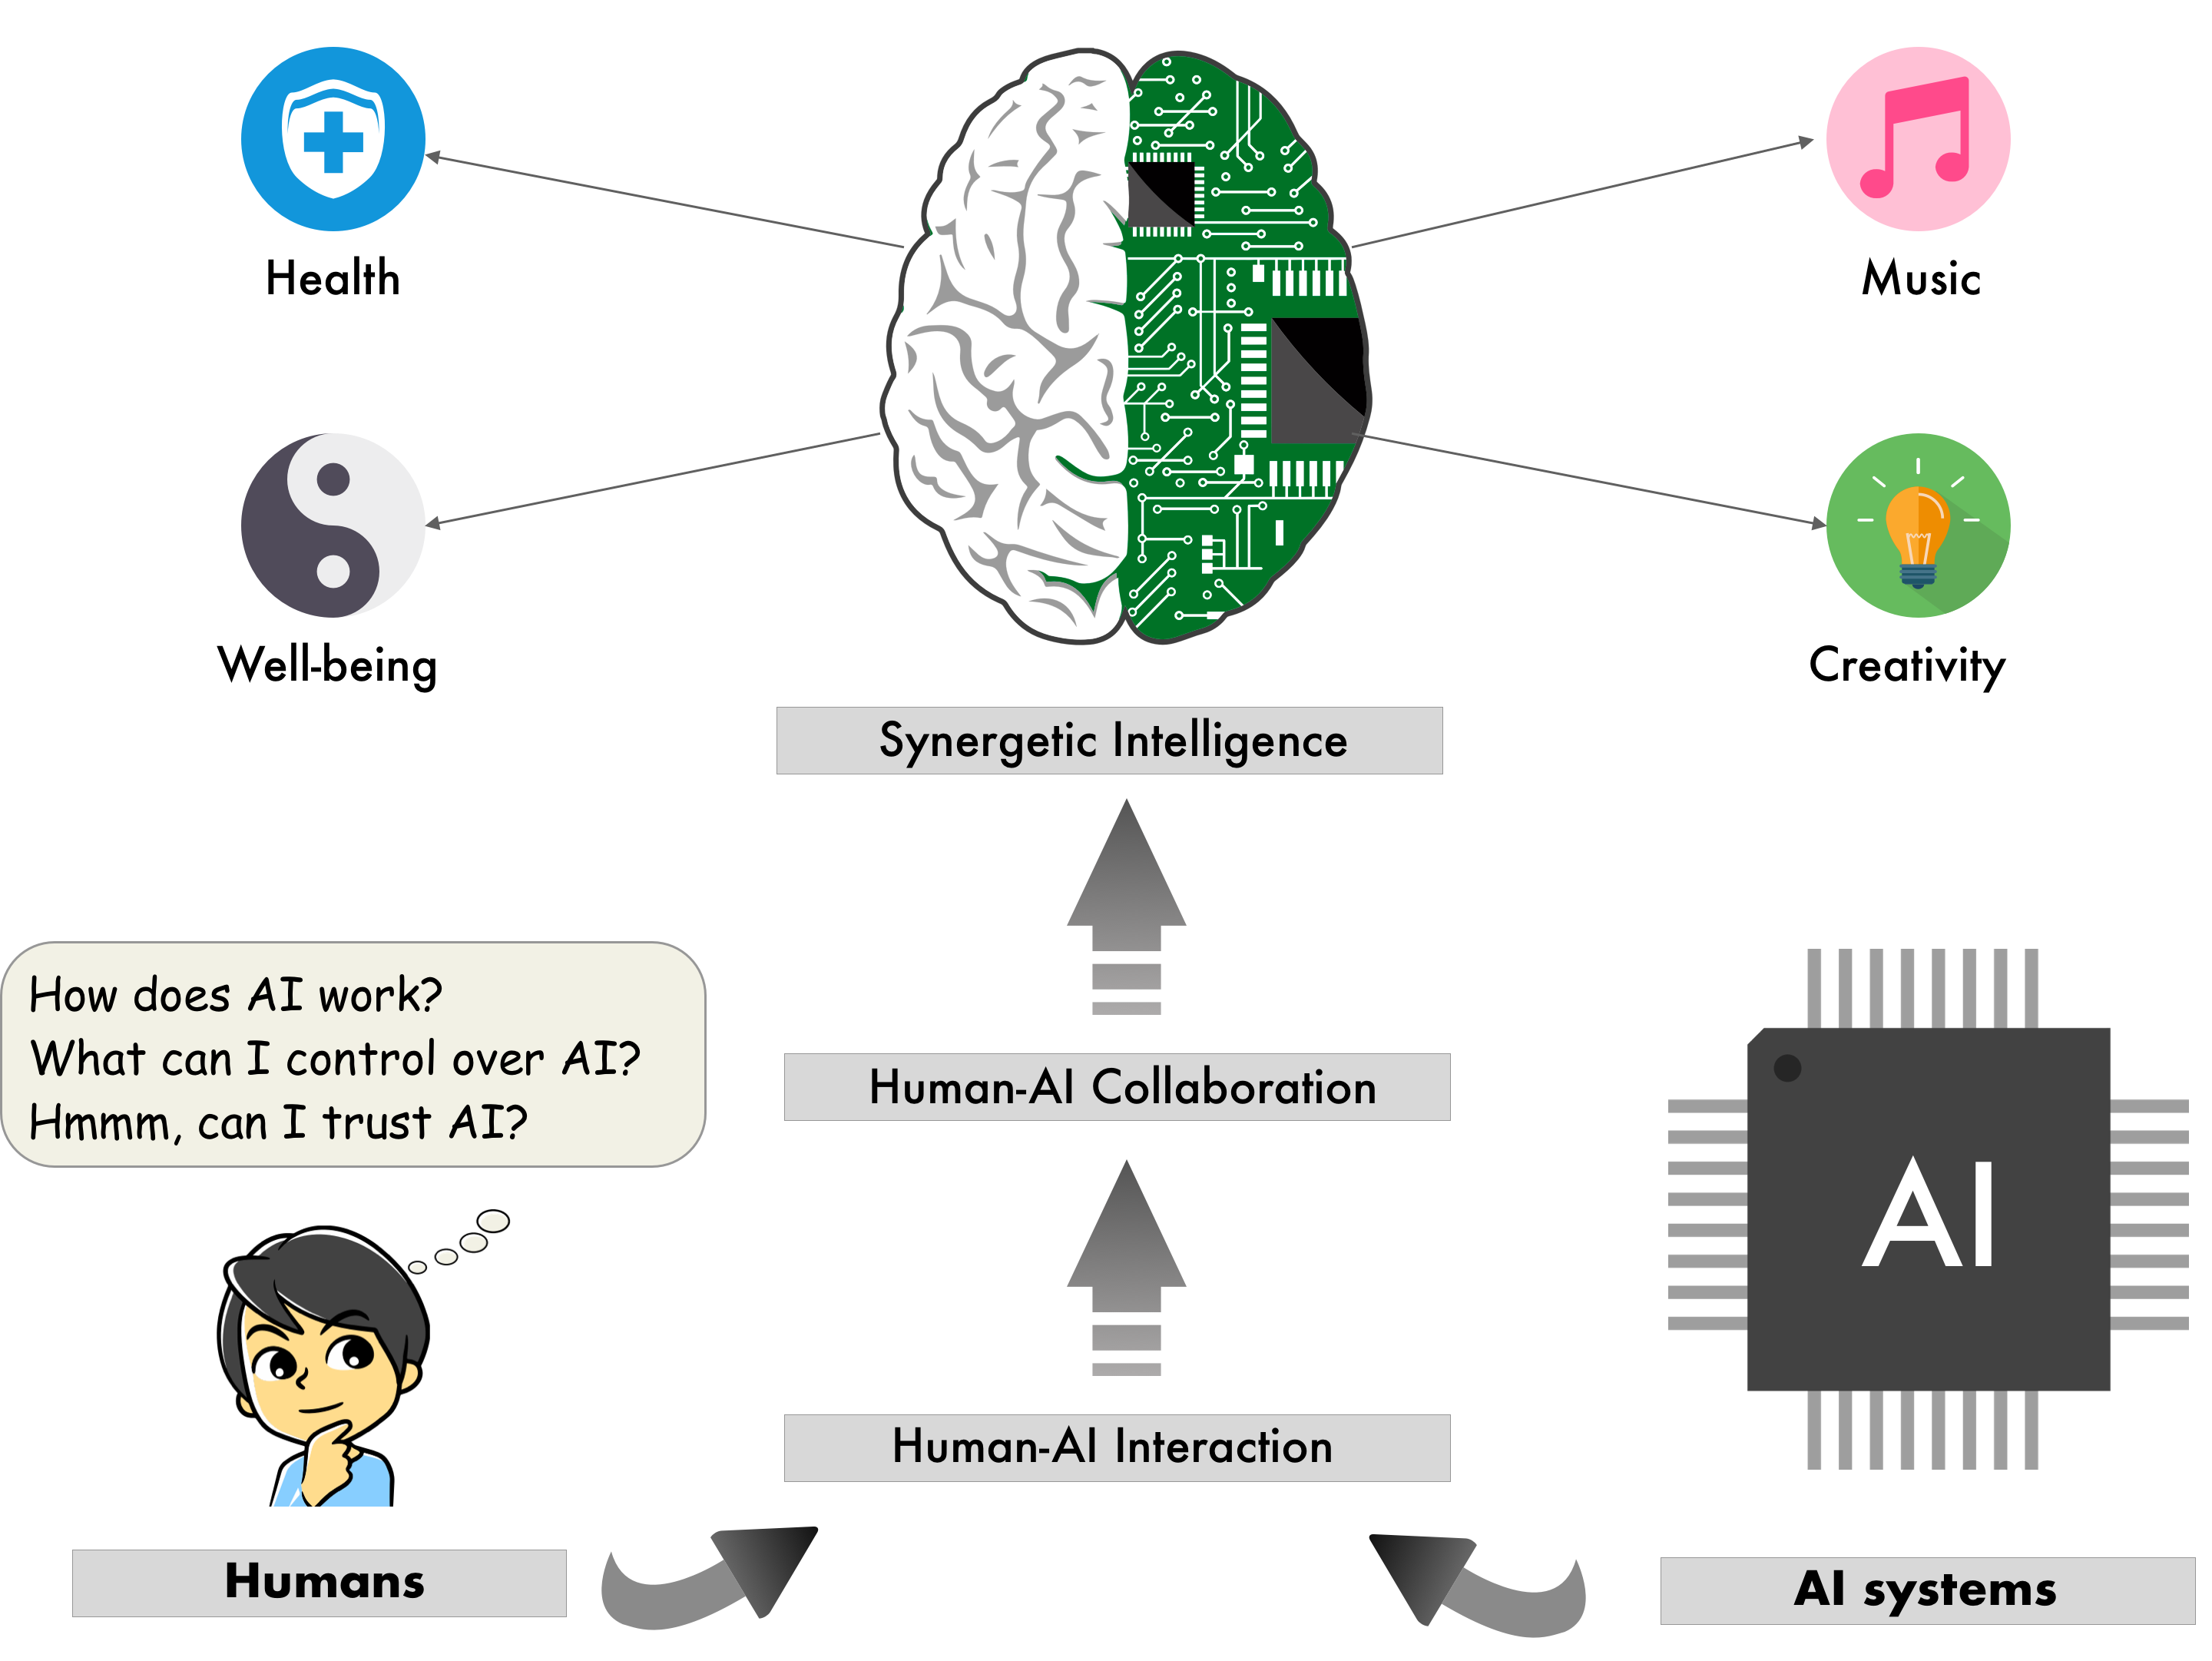 Health
Music
Well-being
Creativity
Synergetic Intelligence
How does AI work?
What can I control over AI?
Hmmm, can I trust AI?
Human-AI Collaboration
AI
Human-AI Interaction
Humans
AI systems